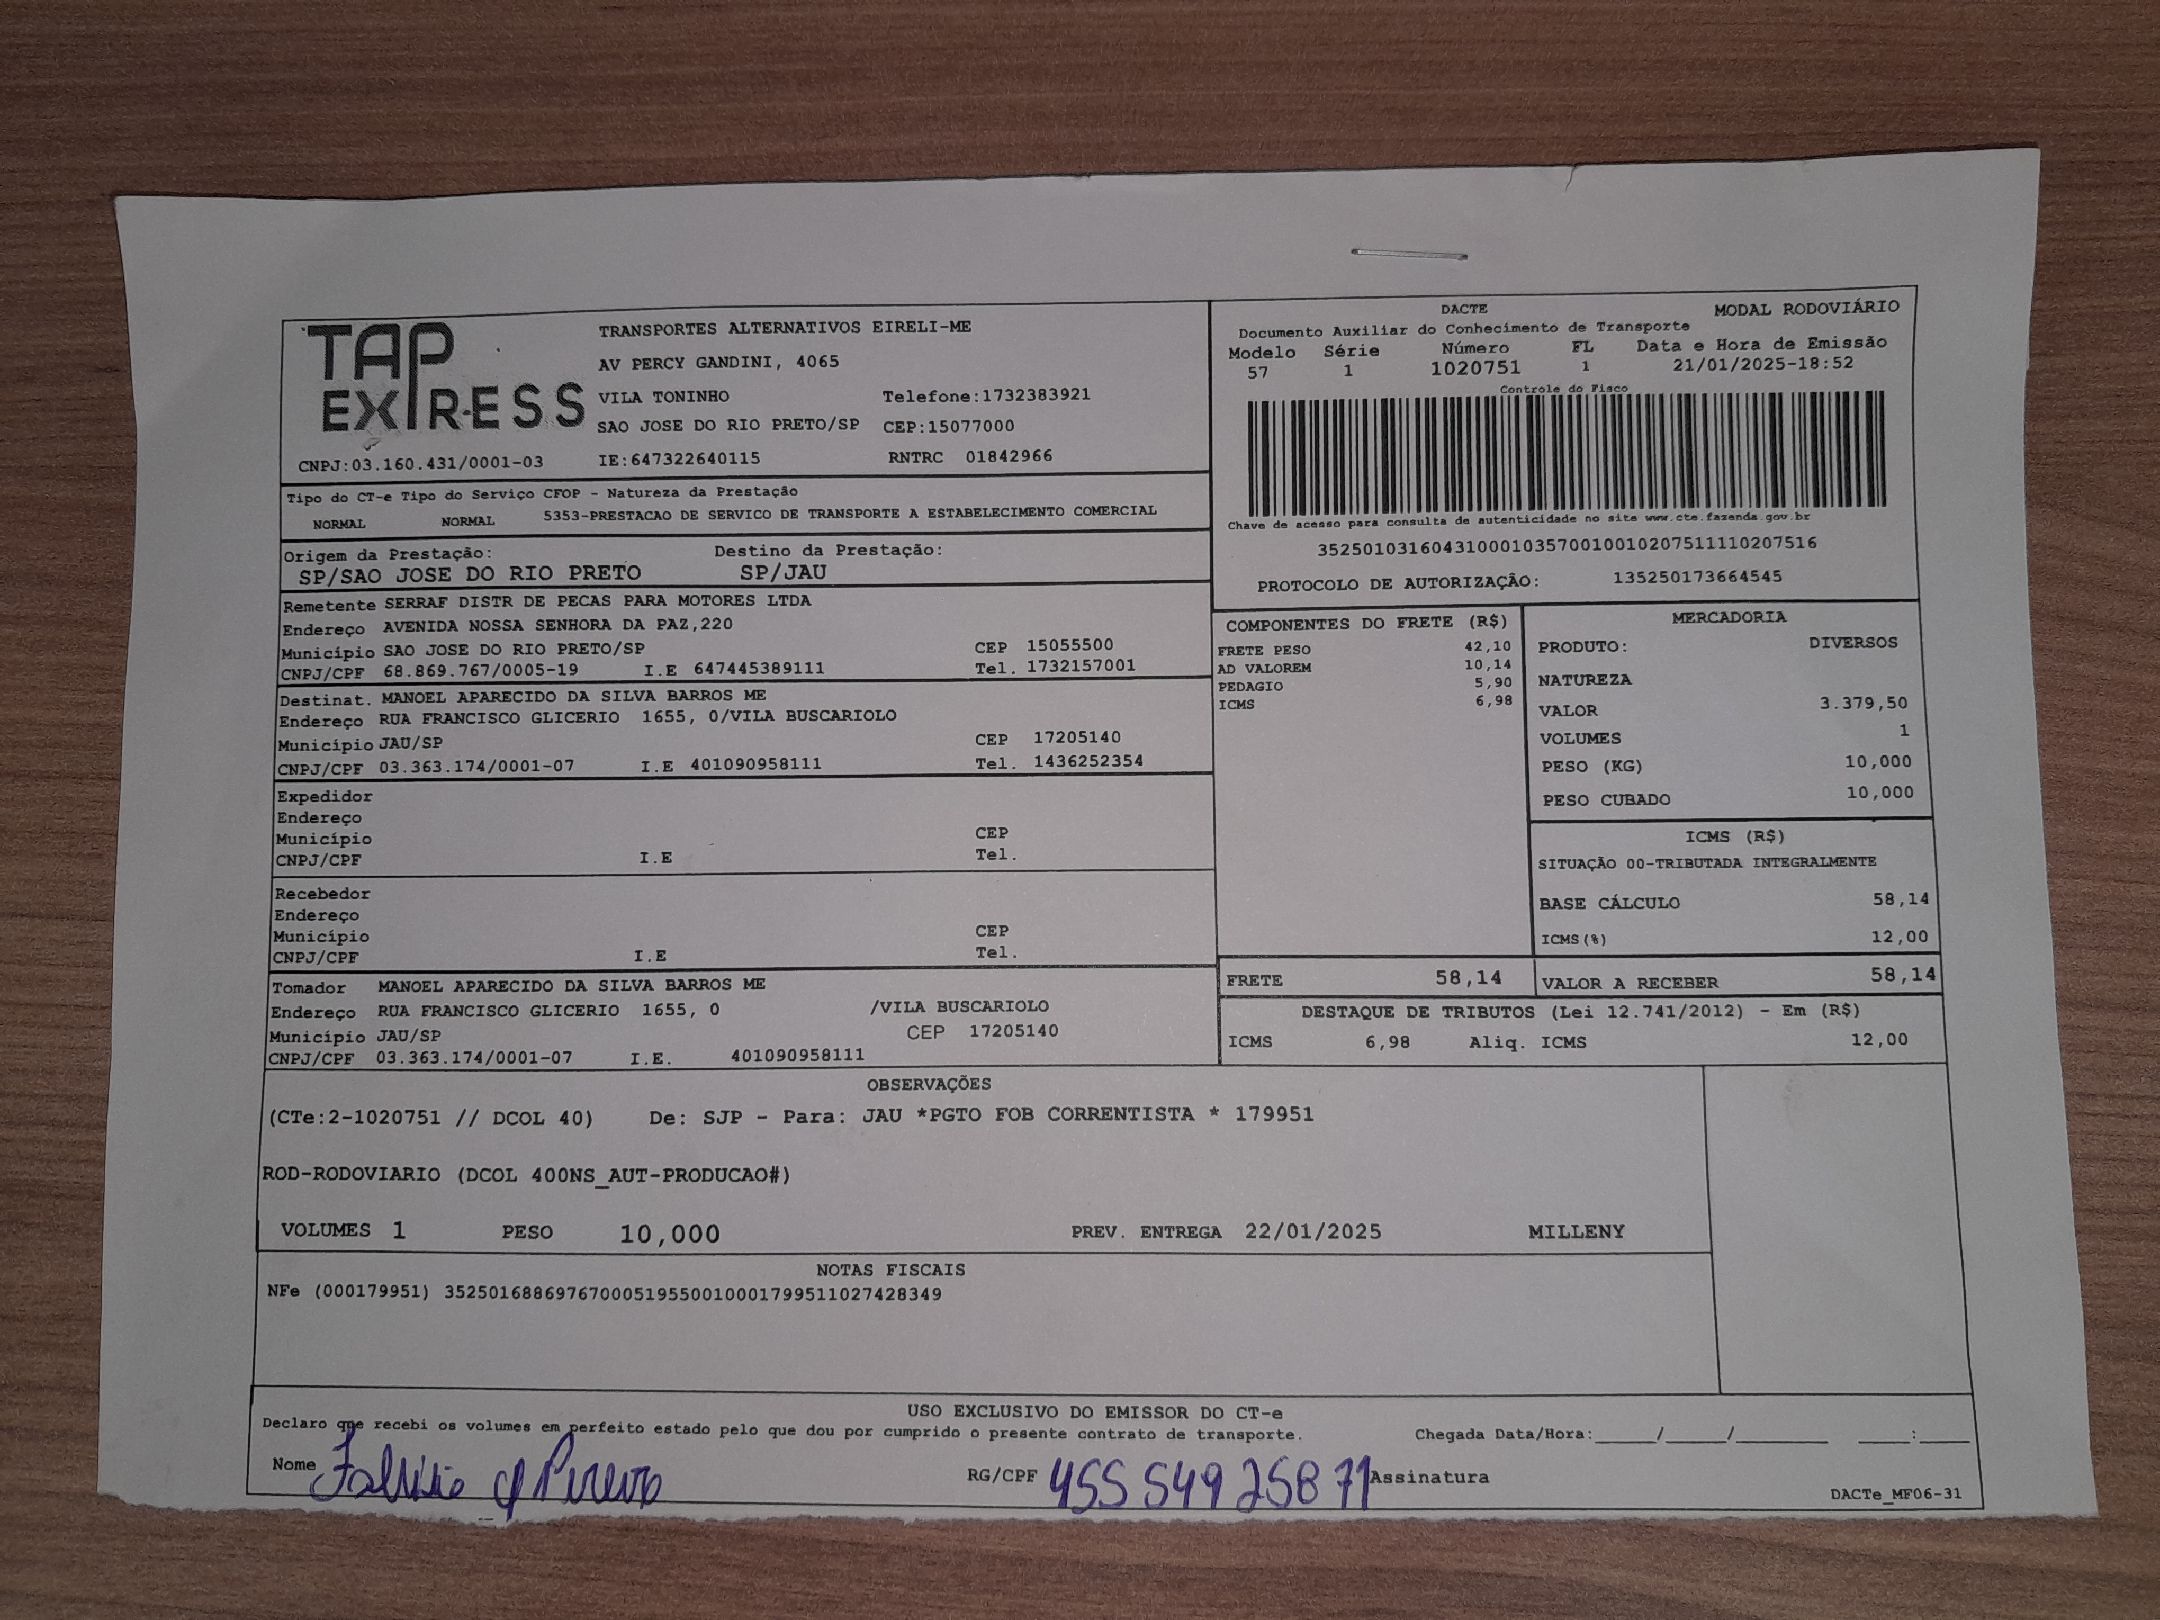 TAP EXPRESS
TRANSPORTES ALTERNATIVOS EIRELI-ME
AV PERCY GANDINI, 4065
VILA TONINHO Telefone:1732383921
SAO JOSE DO RIO PRETO/SP CEP:15077000
CNPJ:03.160.431/0001-03 IE:647322640115 RNTRC 01842966
DACTE MODAL RODOVIÁRIO
Documento Auxiliar do Conhecimento de Transporte
Modelo Série Número FL Data e Hora de Emissão
57 1 1020751 1 21/01/2025-18:52
Controle do Fisco
Chave de acesso para consulta de autenticidade no site www.cte.fazenda.gov.br
35250103160431000103570010010207511110207516
PROTOCOLO DE AUTORIZAÇÃO: 135250173664545
Tipo do CT-e Tipo do Serviço CFOP - Natureza da Prestação
NORMAL NORMAL 5353-PRESTACAO DE SERVICO DE TRANSPORTE A ESTABELECIMENTO COMERCIAL
Origem da Prestação: Destino da Prestação:
SP/SAO JOSE DO RIO PRETO SP/JAU
Remetente SERRAF DISTR DE PECAS PARA MOTORES LTDA
Endereço AVENIDA NOSSA SENHORA DA PAZ,220
Município SAO JOSE DO RIO PRETO/SP CEP 15055500
CNPJ/CPF 68.869.767/0005-19 I.E 647445389111 Tel. 1732157001
Destinat. MANOEL APARECIDO DA SILVA BARROS ME
Endereço RUA FRANCISCO GLICERIO 1655, 0/VILA BUSCARIOLO
Município JAU/SP CEP 17205140
CNPJ/CPF 03.363.174/0001-07 I.E 401090958111 Tel. 1436252354
Expedidor
Endereço
Município CEP
CNPJ/CPF I.E Tel.
Recebedor
Endereço
Município CEP
CNPJ/CPF I.E Tel.
Tomador MANOEL APARECIDO DA SILVA BARROS ME
Endereço RUA FRANCISCO GLICERIO 1655, 0 /VILA BUSCARIOLO
Município JAU/SP CEP 17205140
CNPJ/CPF 03.363.174/0001-07 I.E. 401090958111
COMPONENTES DO FRETE (R$)
FRETE PESO 42,10
AD VALOREM 10,14
PEDAGIO 5,90
ICMS 6,98
MERCADORIA
PRODUTO: DIVERSOS
NATUREZA
VALOR 3.379,50
VOLUMES 1
PESO (KG) 10,000
PESO CUBADO 10,000
ICMS (R$)
SITUAÇÃO 00-TRIBUTADA INTEGRALMENTE
BASE CÁLCULO 58,14
ICMS(%) 12,00
FRETE 58,14 VALOR A RECEBER 58,14
DESTAQUE DE TRIBUTOS (Lei 12.741/2012) - Em (R$)
ICMS 6,98 Aliq. ICMS 12,00
OBSERVAÇÕES
(CTe:2-1020751 // DCOL 40) De: SJP - Para: JAU *PGTO FOB CORRENTISTA * 179951
ROD-RODOVIARIO (DCOL 400NS_AUT-PRODUCAO#)
VOLUMES 1 PESO 10,000 PREV. ENTREGA 22/01/2025 MILLENY
NOTAS FISCAIS
NFe (000179951) 35250168869767000519550010001799511027428349
USO EXCLUSIVO DO EMISSOR DO CT-e
Declaro que recebi os volumes em perfeito estado pelo que dou por cumprido o presente contrato de transporte. Chegada Data/Hora:____/____/______ ___:___
Nome RG/CPF 455 549 258 71 Assinatura
DACTe_MF06-31